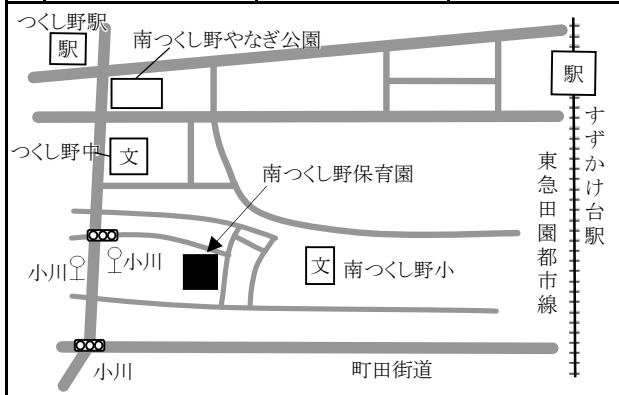 つくし野駅
駅
南つくし野やなぎ公園
駅
すずかけ台駅
つくし野中
文
南つくし野保育園
東急田園都市線
小川
小川
文
南つくし野小
小川
町田街道